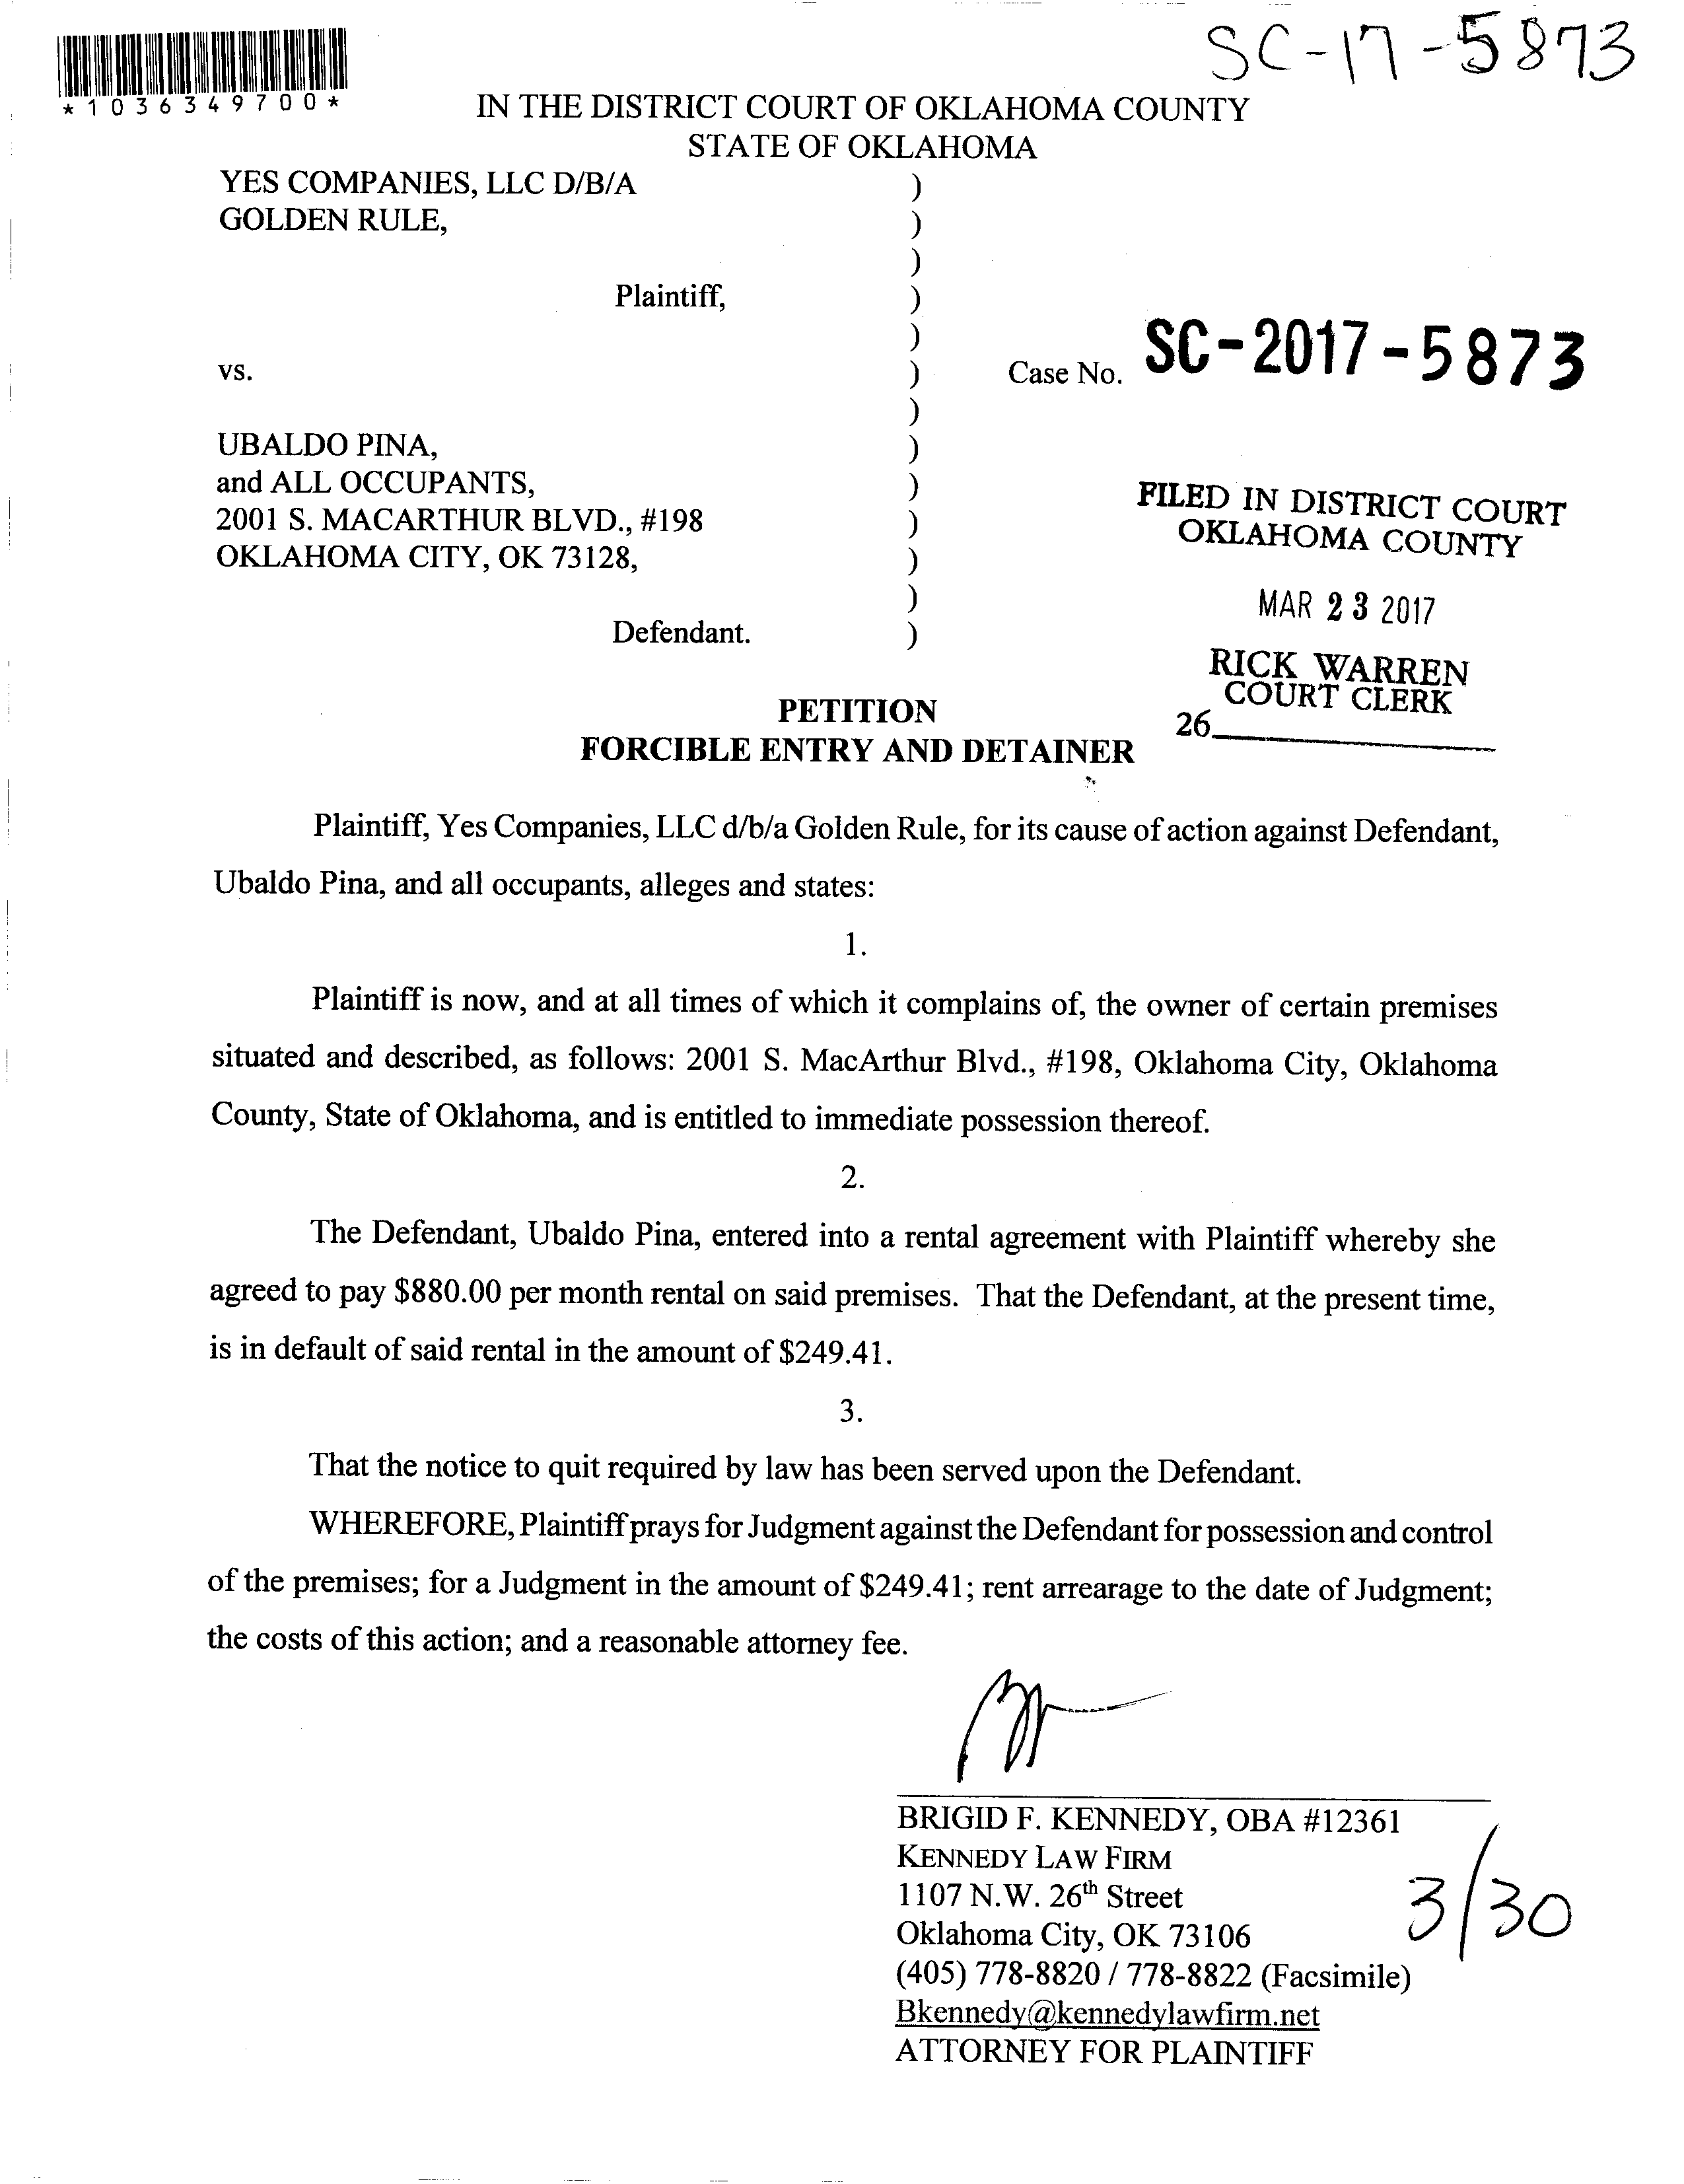 SC-17-5873
*1036349700*
IN THE DISTRICT COURT OF OKLAHOMA COUNTY
STATE OF OKLAHOMA
YES COMPANIES, LLC D/B/A )
GOLDEN RULE, )
)
Plaintiff, )
)
vs. ) Case No. SC-2017-5873
)
UBALDO PINA, )
and ALL OCCUPANTS, )
2001 S. MACARTHUR BLVD., #198 )
OKLAHOMA CITY, OK 73128, )
)
Defendant. )
FILED IN DISTRICT COURT
OKLAHOMA COUNTY
MAR 23 2017
RICK WARREN
COURT CLERK
26
PETITION
FORCIBLE ENTRY AND DETAINER
Plaintiff, Yes Companies, LLC d/b/a Golden Rule, for its cause of action against Defendant,
Ubaldo Pina, and all occupants, alleges and states:
1.
Plaintiff is now, and at all times of which it complains of, the owner of certain premises
situated and described, as follows: 2001 S. MacArthur Blvd., #198, Oklahoma City, Oklahoma
County, State of Oklahoma, and is entitled to immediate possession thereof.
2.
The Defendant, Ubaldo Pina, entered into a rental agreement with Plaintiff whereby she
agreed to pay $880.00 per month rental on said premises. That the Defendant, at the present time,
is in default of said rental in the amount of $249.41.
3.
That the notice to quit required by law has been served upon the Defendant.
WHEREFORE, Plaintiff prays for Judgment against the Defendant for possession and control
of the premises; for a Judgment in the amount of $249.41; rent arrearage to the date of Judgment;
the costs of this action; and a reasonable attorney fee.
BRIGID F. KENNEDY, OBA #12361
KENNEDY LAW FIRM
1107 N.W. 26th Street
Oklahoma City, OK 73106
(405) 778-8820 / 778-8822 (Facsimile)
Bkennedy@kennedylawfirm.net
ATTORNEY FOR PLAINTIFF
3/30